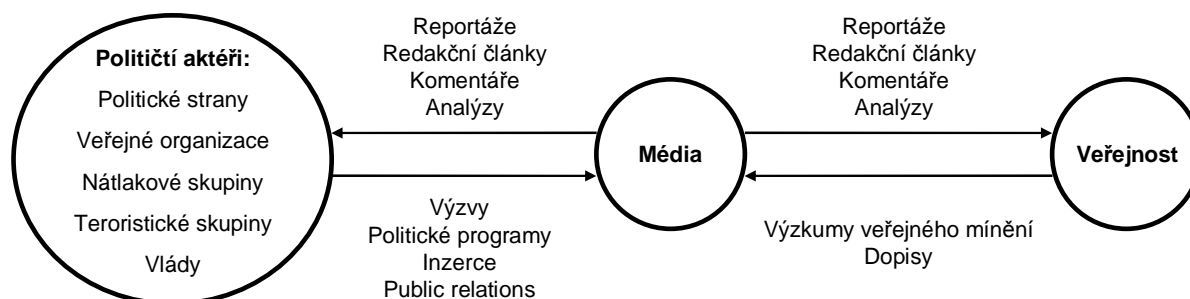 Političtí aktéři:
Politické strany
Veřejné organizace
Nátlakové skupiny
Teroristické skupiny
Vlády
Reportáže
Redakční články
Komentáře
Analýzy
Výzvy
Politické programy
Inzerce
Public relations
Média
Reportáže
Redakční články
Komentáře
Analýzy
Výzkumy veřejného mínění
Dopisy
Veřejnost